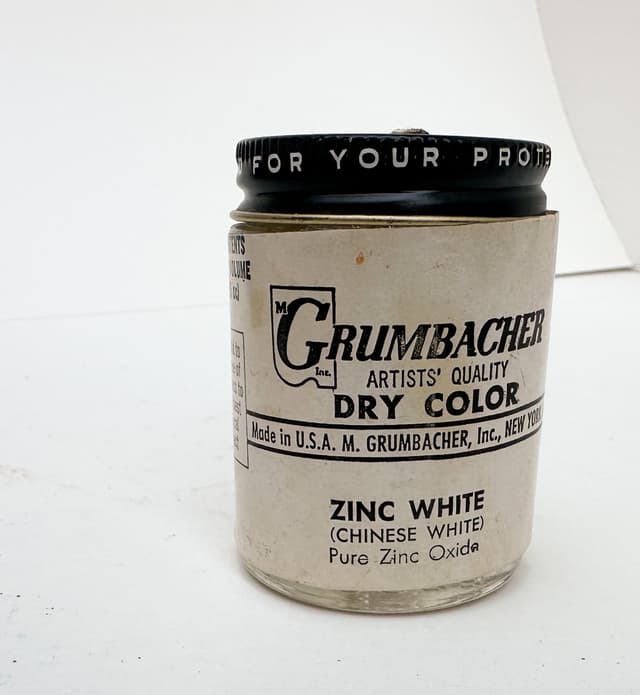 FOR YOUR
OLUME
M
GRUMBACHER
Inc.
ARTISTS' QUALITY
DRY COLOR
Made in U.S.A. M. GRUMBACHER, Inc., NEW YORK
ZINC WHITE
(CHINESE WHITE)
Pure Zinc Oxide